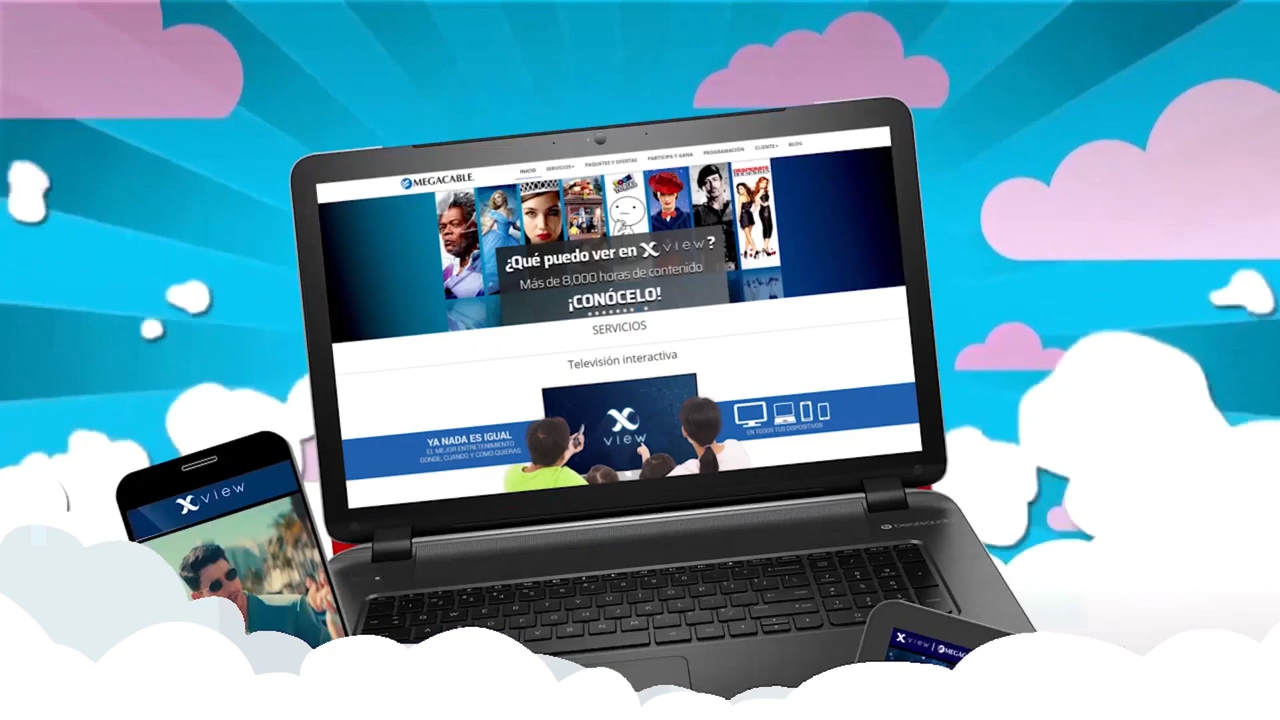 MEGACABLE
INICIO SERVICIOS PAQUETES Y OFERTAS PARTICIPA Y GANA PROGRAMACIÓN CLIENTE BLOG
¿Qué puedo ver en X view?
Más de 8,000 horas de contenido
¡CONÓCELO!
SERVICIOS
Televisión interactiva
YA NADA ES IGUAL
EL MEJOR ENTRETENIMIENTO
DONDE, CUANDO Y COMO QUIERAS
X view
EN TODOS TUS DISPOSITIVOS
X view
beatsaudio
X view | MEGAC